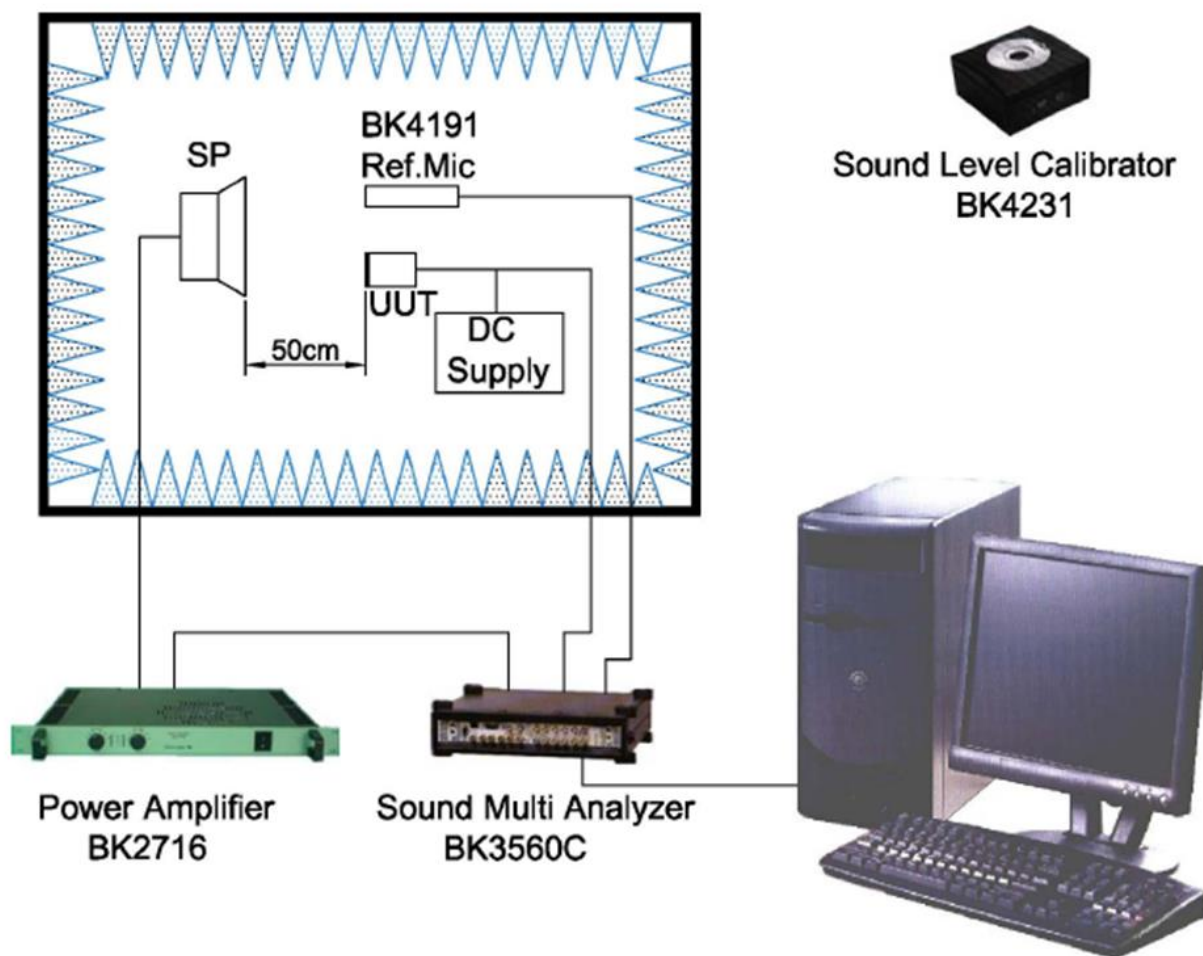 SP
BK4191
Ref.Mic
UUT
50cm
DC
Supply
Sound Level Calibrator
BK4231
Power Amplifier
BK2716
Sound Multi Analyzer
BK3560C